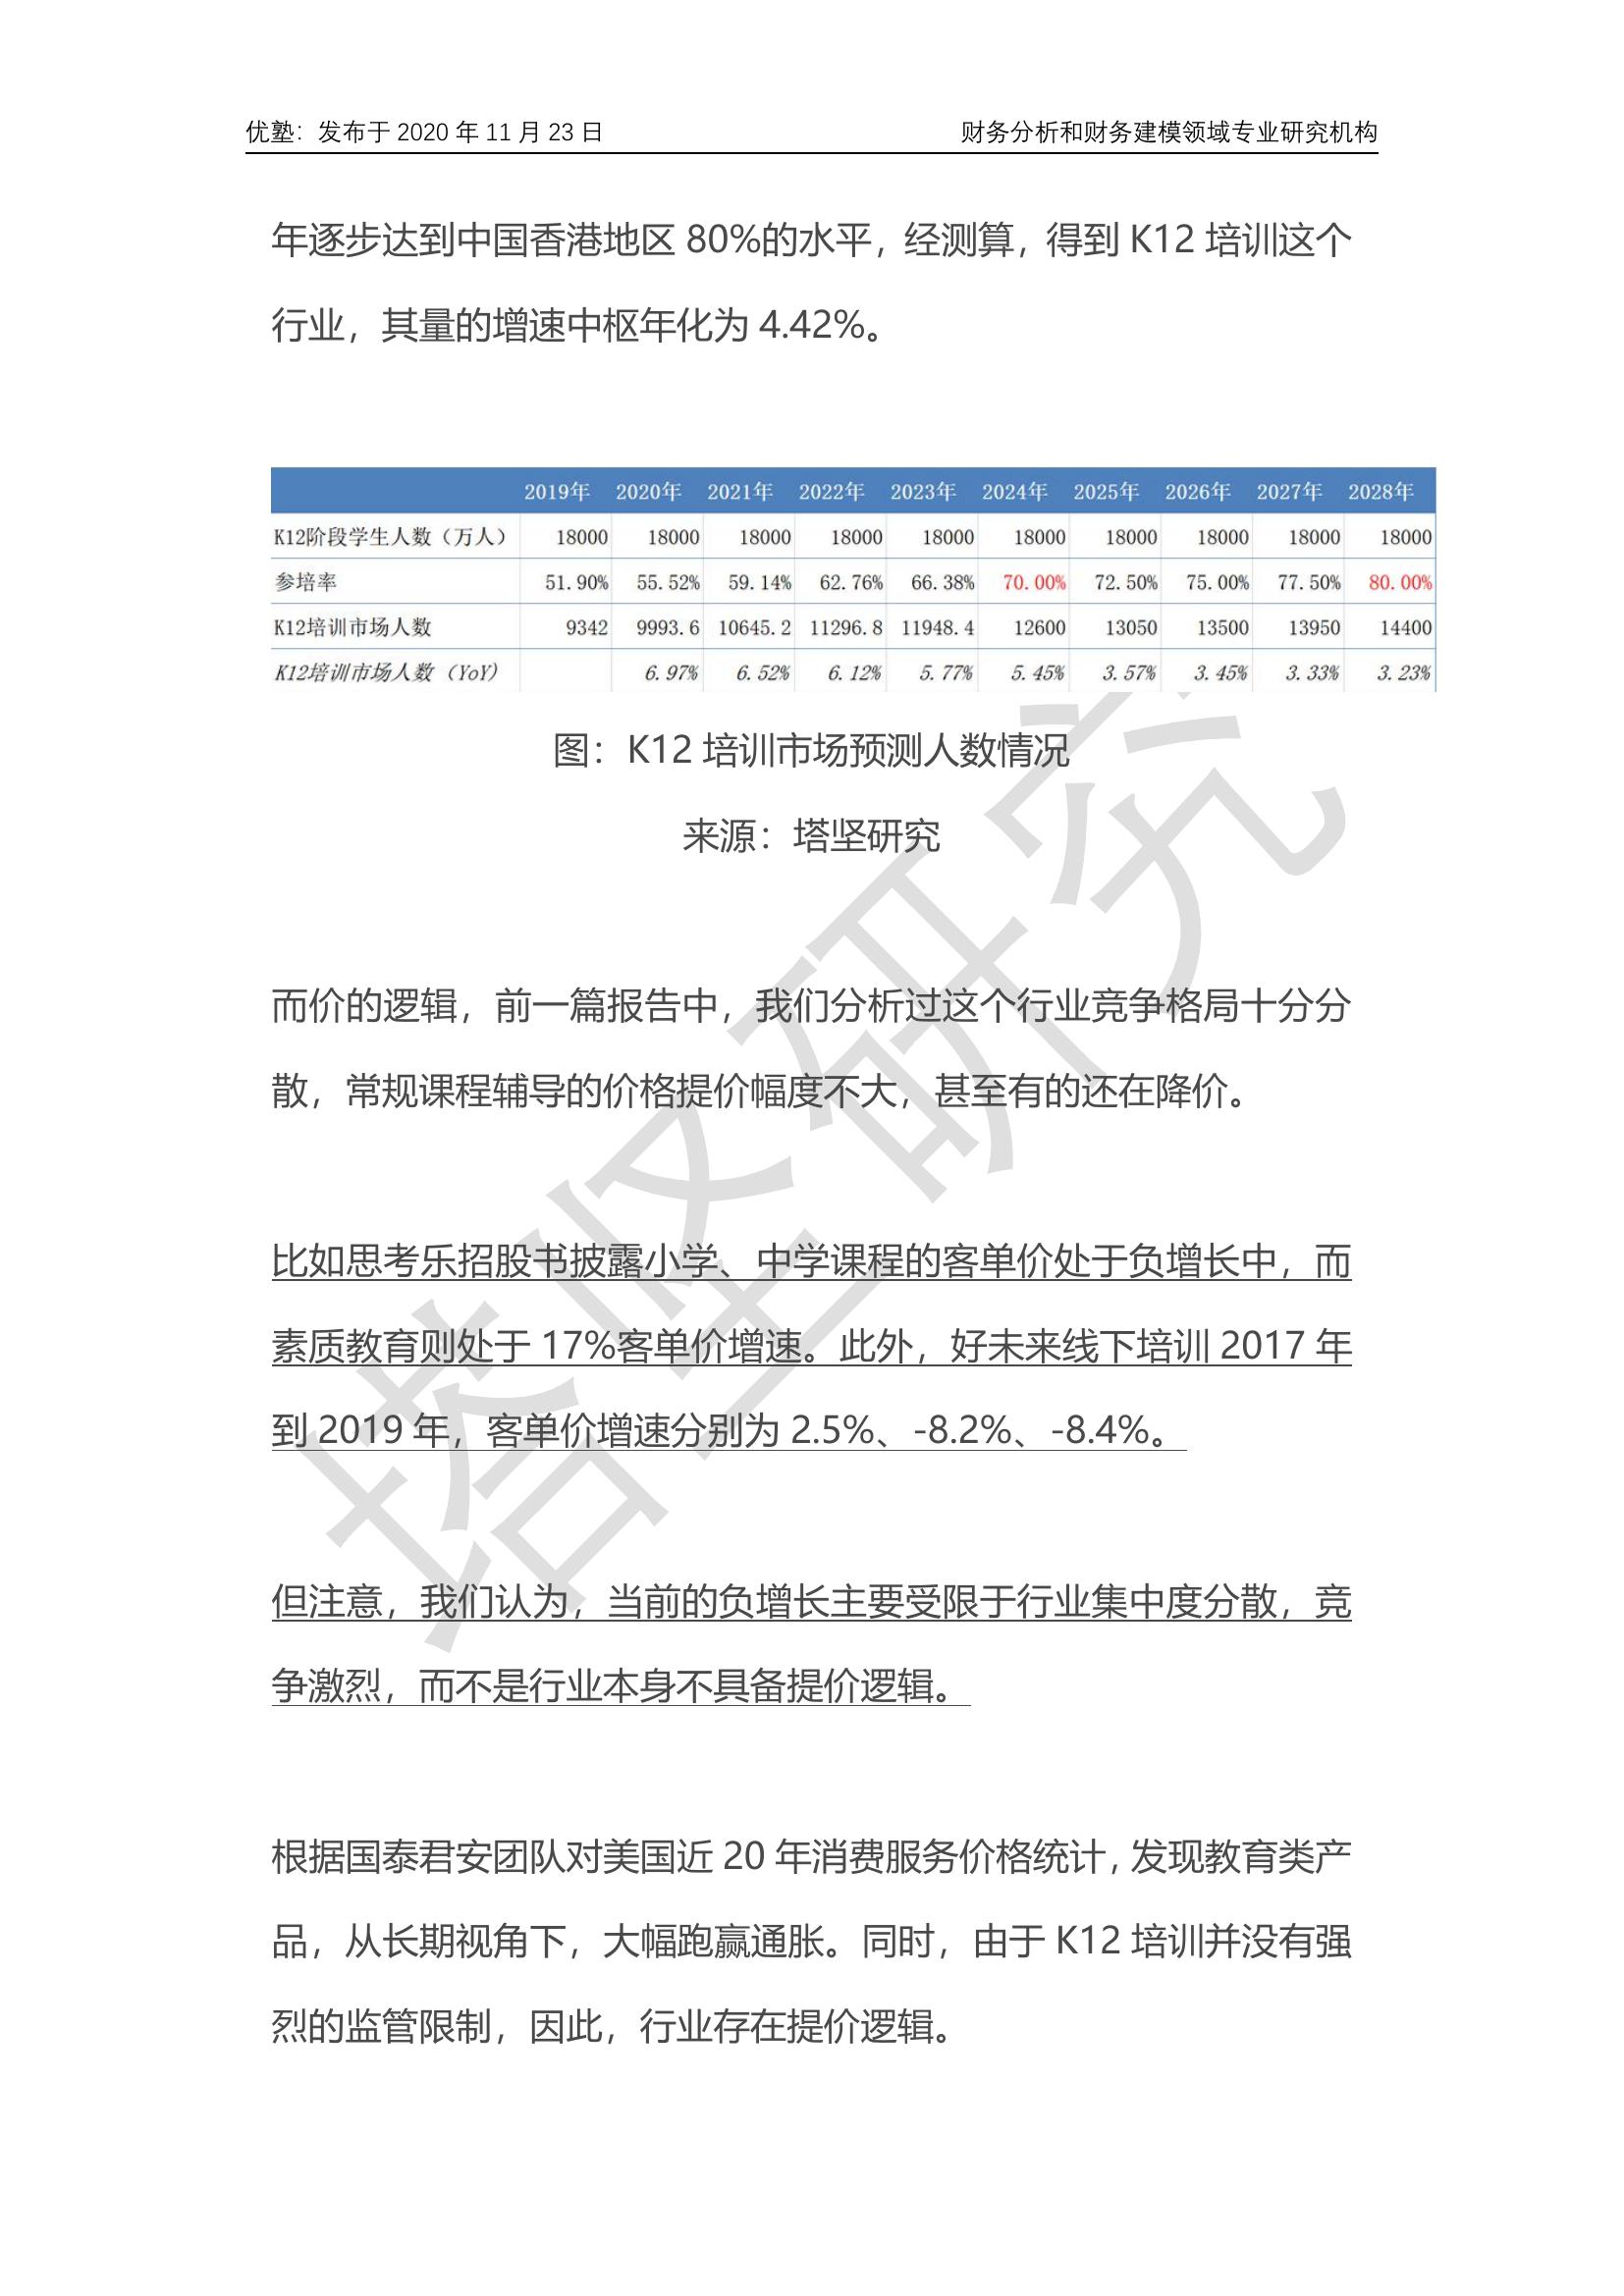 优塾：发布于 2020 年 11 月 23 日 财务分析和财务建模领域专业研究机构
年逐步达到中国香港地区 80%的水平，经测算，得到 K12 培训这个
行业，其量的增速中枢年化为 4.42%。
2019年 2020年 2021年 2022年 2023年 2024年 2025年 2026年 2027年 2028年
K12阶段学生人数（万人） 18000 18000 18000 18000 18000 18000 18000 18000 18000 18000
参培率 51.90% 55.52% 59.14% 62.76% 66.38% 70.00% 72.50% 75.00% 77.50% 80.00%
K12培训市场人数 9342 9993.6 10645.2 11296.8 11948.4 12600 13050 13500 13950 14400
K12培训市场人数（YoY） 6.97% 6.52% 6.12% 5.77% 5.45% 3.57% 3.45% 3.33% 3.23%
图：K12 培训市场预测人数情况
来源：塔坚研究
而价的逻辑，前一篇报告中，我们分析过这个行业竞争格局十分分
散，常规课程辅导的价格提价幅度不大，甚至有的还在降价。
比如思考乐招股书披露小学、中学课程的客单价处于负增长中，而
素质教育则处于 17%客单价增速。此外，好未来线下培训 2017 年
到 2019 年，客单价增速分别为 2.5%、-8.2%、-8.4%。
但注意，我们认为，当前的负增长主要受限于行业集中度分散，竞
争激烈，而不是行业本身不具备提价逻辑。
根据国泰君安团队对美国近 20 年消费服务价格统计，发现教育类产
品，从长期视角下，大幅跑赢通胀。同时，由于 K12 培训并没有强
烈的监管限制，因此，行业存在提价逻辑。
塔坚研究